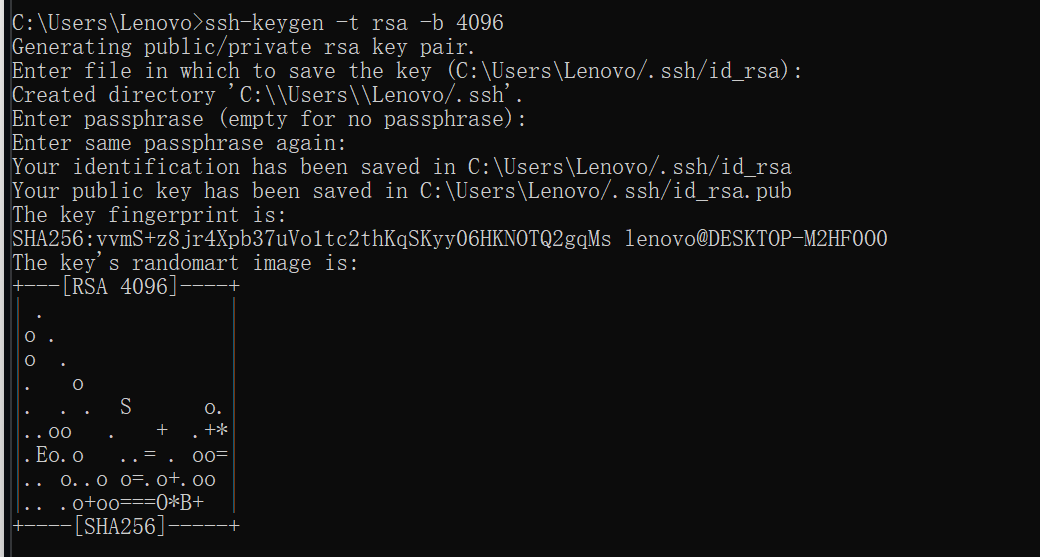 C:\Users\Lenovo>ssh-keygen -t rsa -b 4096
Generating public/private rsa key pair.
Enter file in which to save the key (C:\Users\Lenovo/.ssh/id_rsa):
Created directory 'C:\\Users\\Lenovo/.ssh'.
Enter passphrase (empty for no passphrase):
Enter same passphrase again:
Your identification has been saved in C:\Users\Lenovo/.ssh/id_rsa
Your public key has been saved in C:\Users\Lenovo/.ssh/id_rsa.pub
The key fingerprint is:
SHA256:vvmS+z8jr4Xpb37uVo1tc2thKqSKyy06HKNOTQ2gqMs lenovo@DESKTOP-M2HF0OO
The key's randomart image is:
+---[RSA 4096]----+
| .               |
|o .              |
|o  .             |
|.   o            |
|.  . .  S      o.|
|..oo   .   +  .+*|
|.Eo.o   ..= . oo=|
|.. o..o o=.o+.oo |
|.. .o+oo===O*B+  |
+----[SHA256]-----+